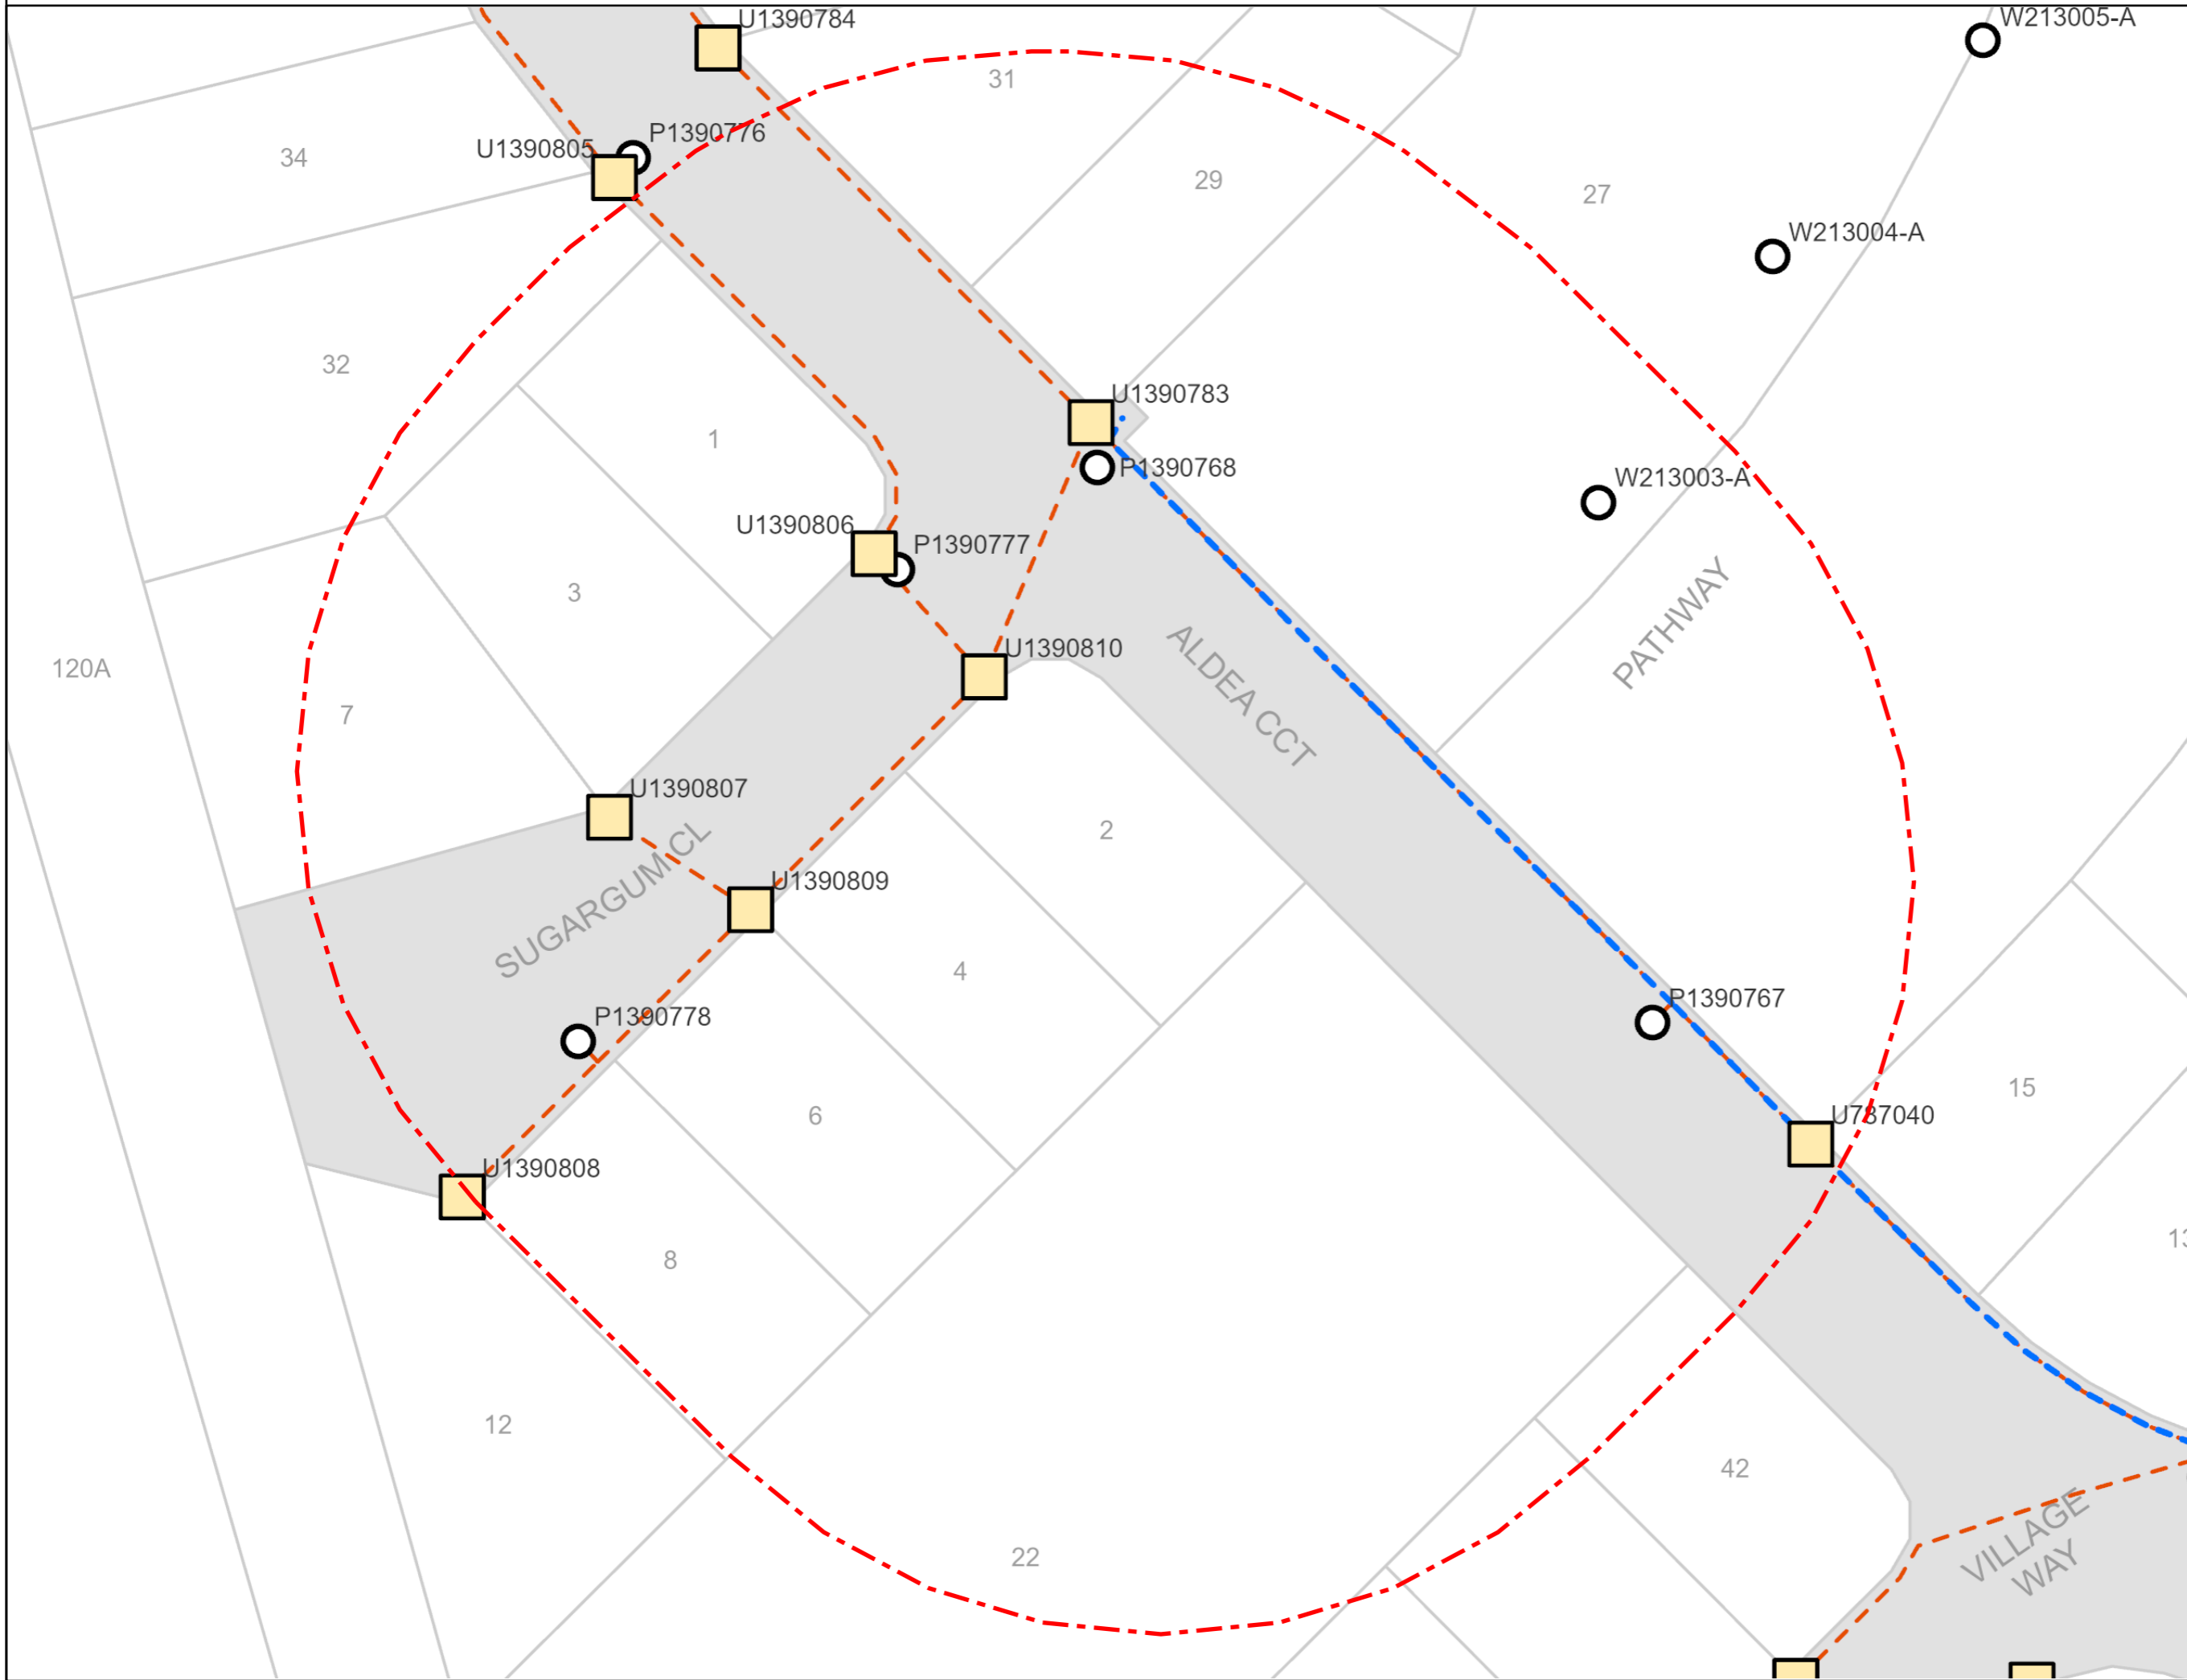 U1390784
W213005-A
31
P1390776
U1390805
34
29
27
W213004-A
32
U1390783
1
P1390768
W213003-A
U1390806
P1390777
3
PATHWAY
U1390810
ALDEA CCT
120A
7
U1390807
2
SUGARGUM CL
U1390809
4
P1390767
P1390778
15
6
U787040
U1390808
13
8
12
42
VILLAGE
WAY
22